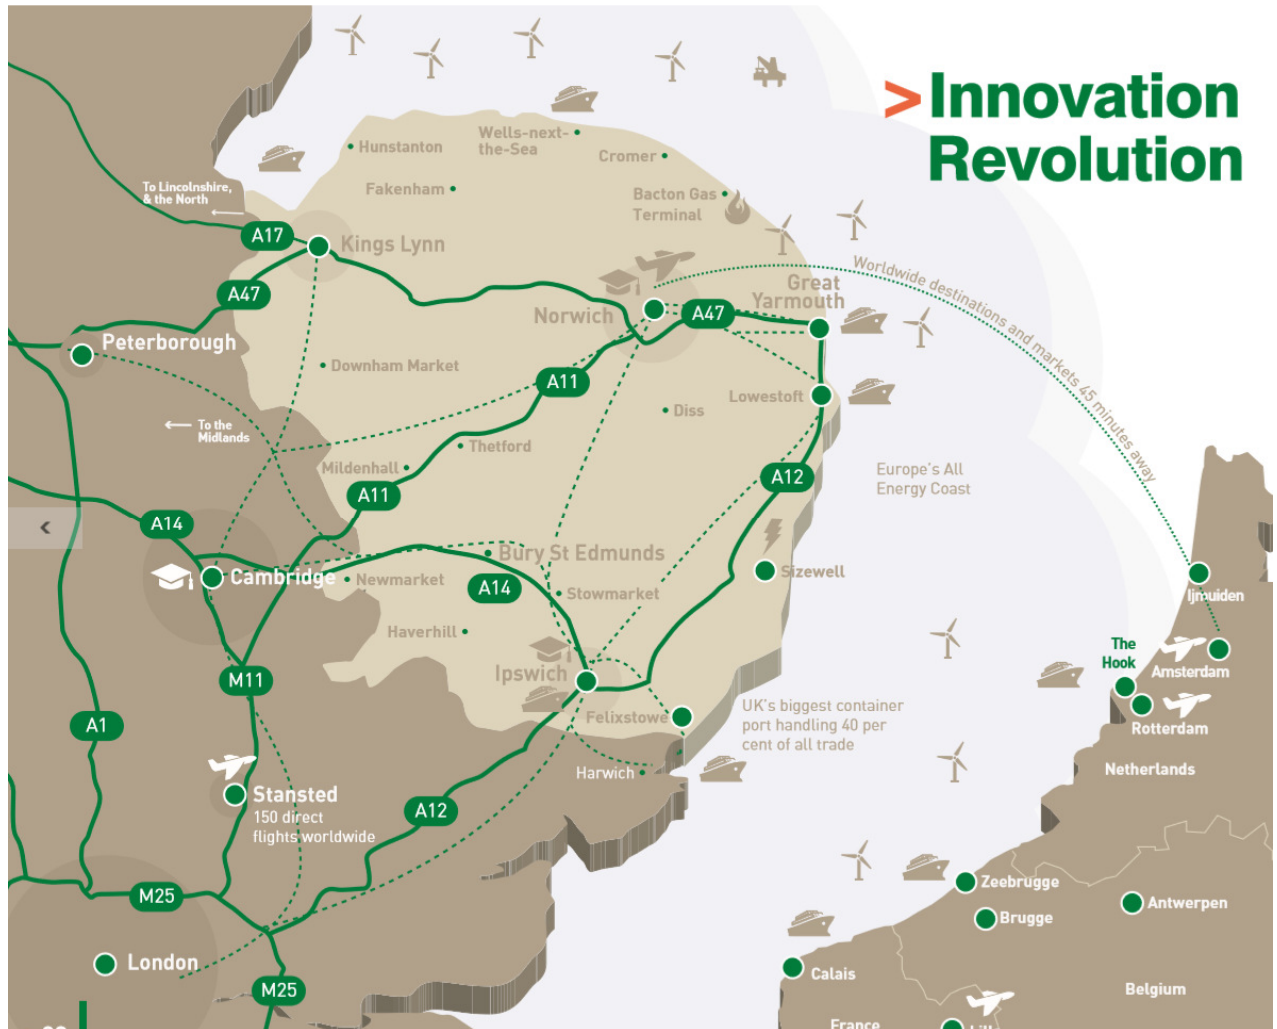 >Innovation
Revolution
Hunstanton
Wells-next-
the-Sea
Cromer
Fakenham
Bacton Gas
Terminal
To Lincolnshire,
& the North
A17
Kings Lynn
A47
Peterborough
Norwich
A47
Great
Yarmouth
Worldwide destinations and markets 45 minutes away
Downham Market
A11
Diss
Lowestoft
To the
Midlands
Thetford
Mildenhall
A11
A12
Europe's All
Energy Coast
A14
Cambridge
Bury St Edmunds
Newmarket
A14
Stowmarket
Sizewell
Haverhill
Ipswich
M11
Felixstowe
UK's biggest container
port handling 40 per
cent of all trade
A1
Harwich
Stansted
150 direct
flights worldwide
A12
M25
London
M25
Ijmuiden
The
Hook
Amsterdam
Rotterdam
Netherlands
Zeebrugge
Brugge
Antwerpen
Calais
Belgium
France